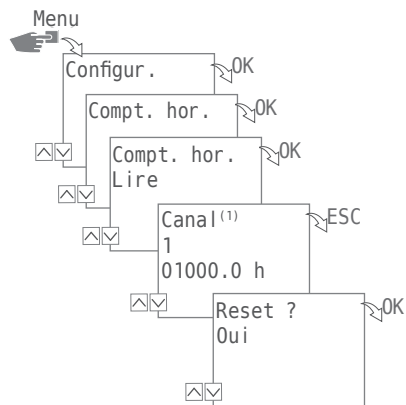 Menu
Configur.
OK
Compt. hor.
OK
Compt. hor.
OK
Lire
Canal(1)
ESC
1
01000.0 h
Reset ?
OK
Oui